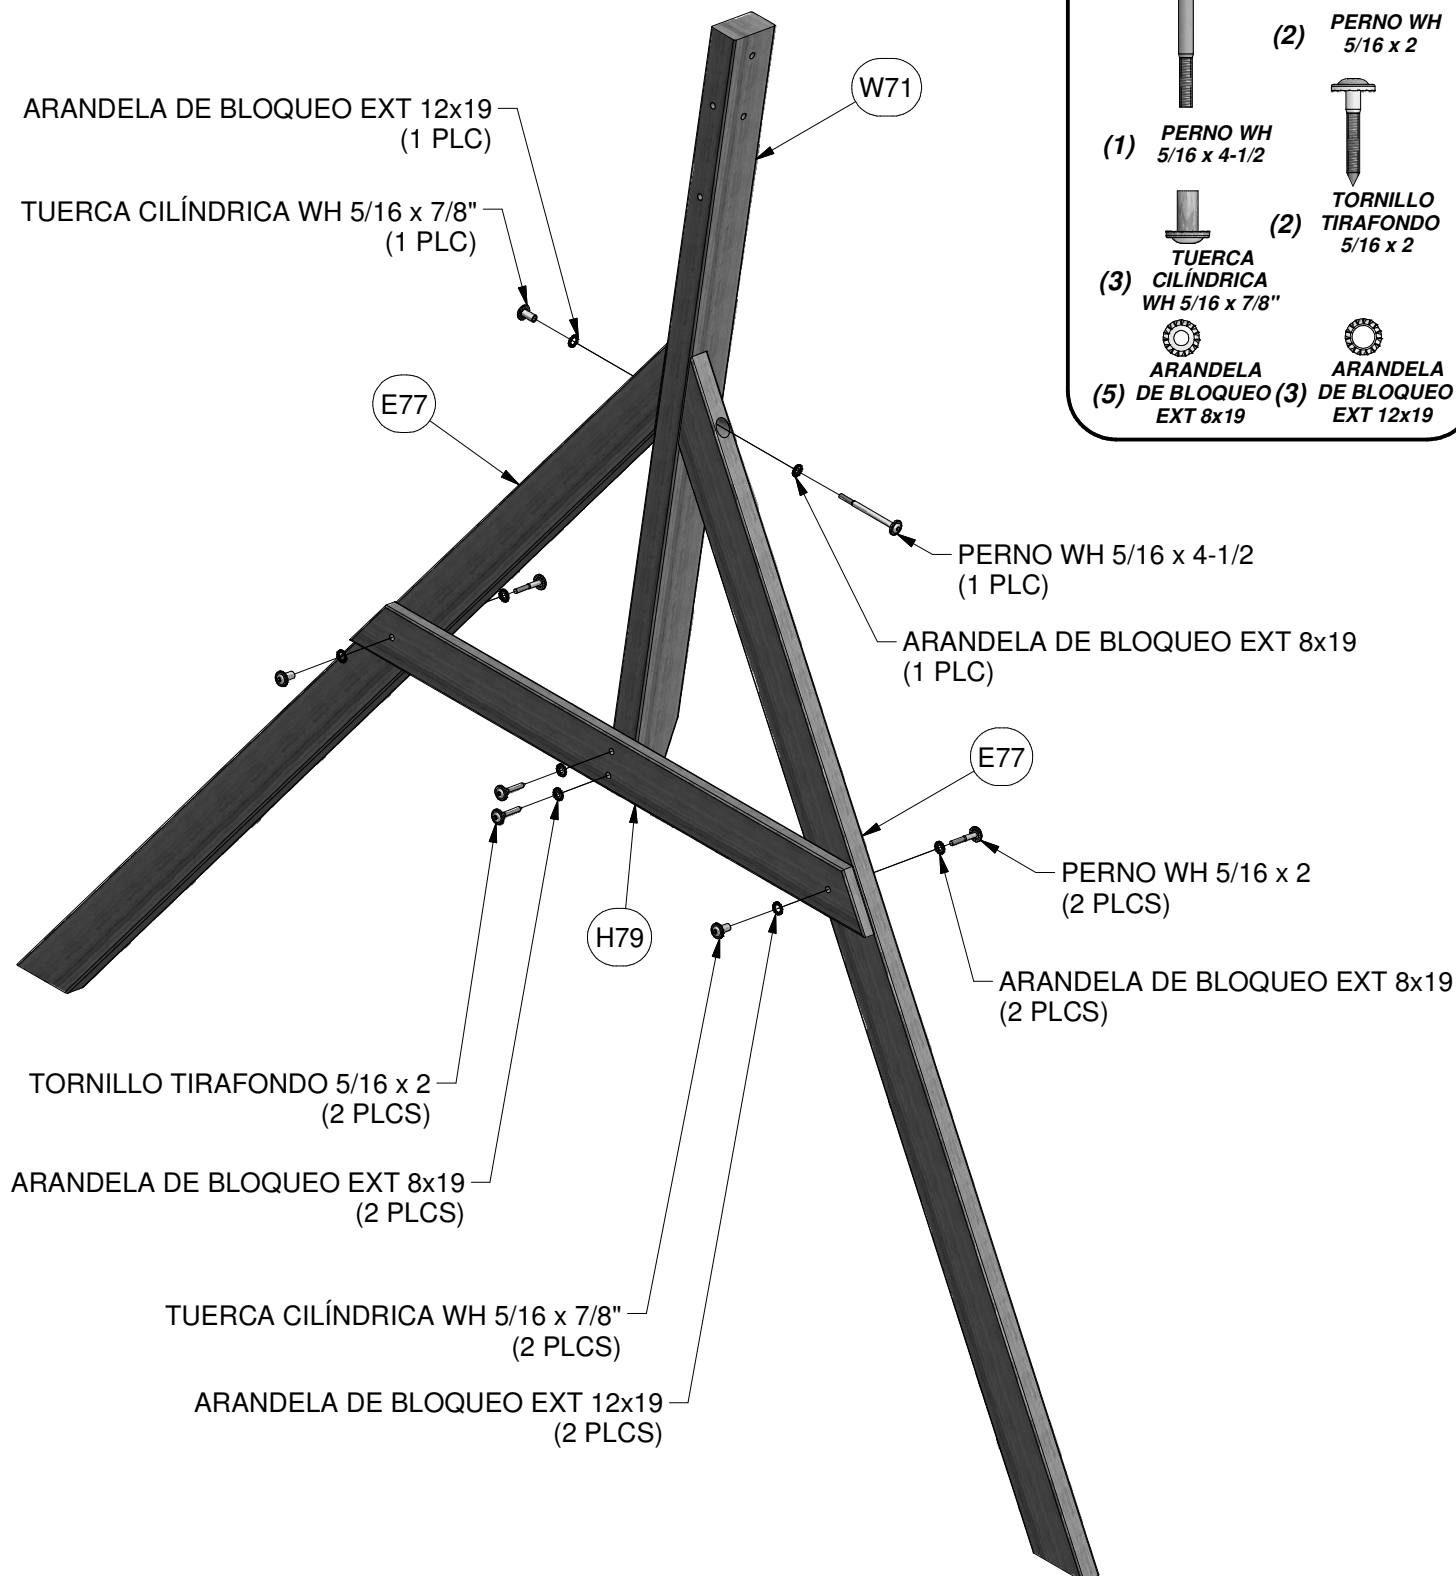 ARANDELA DE BLOQUEO EXT 12x19
(1 PLC)
TUERCA CILÍNDRICA WH 5/16 x 7/8"
(1 PLC)
W71
E77
(2) PERNO WH
5/16 x 2
(1) PERNO WH
5/16 x 4-1/2
(2) TORNILLO
TIRAFONDO
5/16 x 2
(3) TUERCA
CILÍNDRICA
WH 5/16 x 7/8"
(5) ARANDELA
DE BLOQUEO
EXT 8x19
(3) ARANDELA
DE BLOQUEO
EXT 12x19
PERNO WH 5/16 x 4-1/2
(1 PLC)
ARANDELA DE BLOQUEO EXT 8x19
(1 PLC)
E77
PERNO WH 5/16 x 2
(2 PLCS)
H79
ARANDELA DE BLOQUEO EXT 8x19
(2 PLCS)
TORNILLO TIRAFONDO 5/16 x 2
(2 PLCS)
ARANDELA DE BLOQUEO EXT 8x19
(2 PLCS)
TUERCA CILÍNDRICA WH 5/16 x 7/8"
(2 PLCS)
ARANDELA DE BLOQUEO EXT 12x19
(2 PLCS)